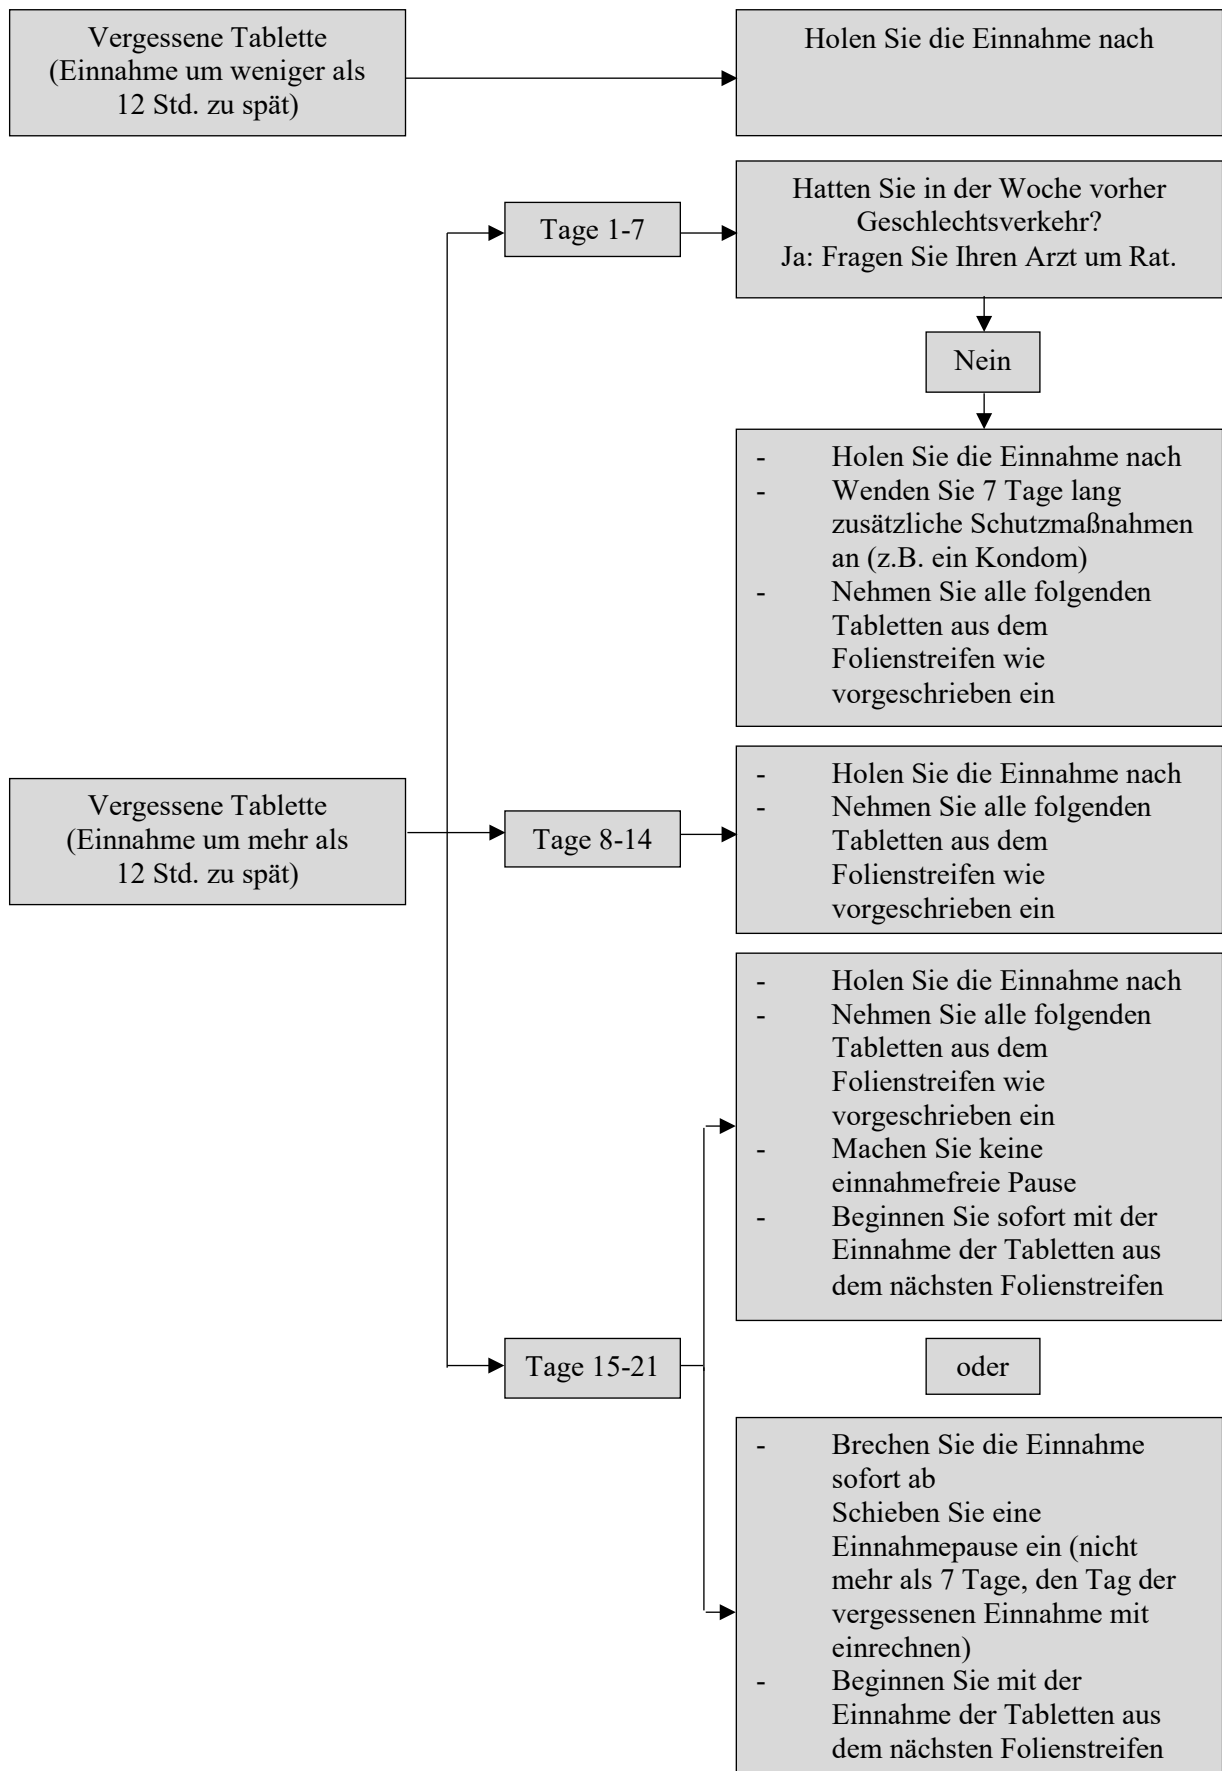 Vergessene Tablette
(Einnahme um weniger als
12 Std. zu spät)
Holen Sie die Einnahme nach
Tage 1-7
Hatten Sie in der Woche vorher
Geschlechtsverkehr?
Ja: Fragen Sie Ihren Arzt um Rat.
Nein
- Holen Sie die Einnahme nach
- Wenden Sie 7 Tage lang
zusätzliche Schutzmaßnahmen
an (z.B. ein Kondom)
- Nehmen Sie alle folgenden
Tabletten aus dem
Folienstreifen wie
vorgeschrieben ein
Vergessene Tablette
(Einnahme um mehr als
12 Std. zu spät)
Tage 8-14
- Holen Sie die Einnahme nach
- Nehmen Sie alle folgenden
Tabletten aus dem
Folienstreifen wie
vorgeschrieben ein
Tage 15-21
- Holen Sie die Einnahme nach
- Nehmen Sie alle folgenden
Tabletten aus dem
Folienstreifen wie
vorgeschrieben ein
- Machen Sie keine
einnahmefreie Pause
- Beginnen Sie sofort mit der
Einnahme der Tabletten aus
dem nächsten Folienstreifen
oder
- Brechen Sie die Einnahme
sofort ab
Schieben Sie eine
Einnahmepause ein (nicht
mehr als 7 Tage, den Tag der
vergessenen Einnahme mit
einrechnen)
- Beginnen Sie mit der
Einnahme der Tabletten aus
dem nächsten Folienstreifen